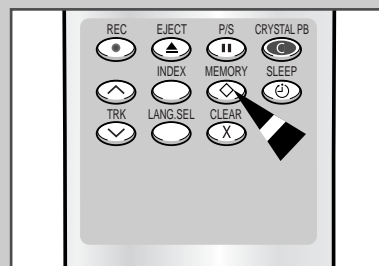 REC EJECT P/S CRYSTAL PB
C
INDEX MEMORY SLEEP
TRK LANG.SEL CLEAR
X